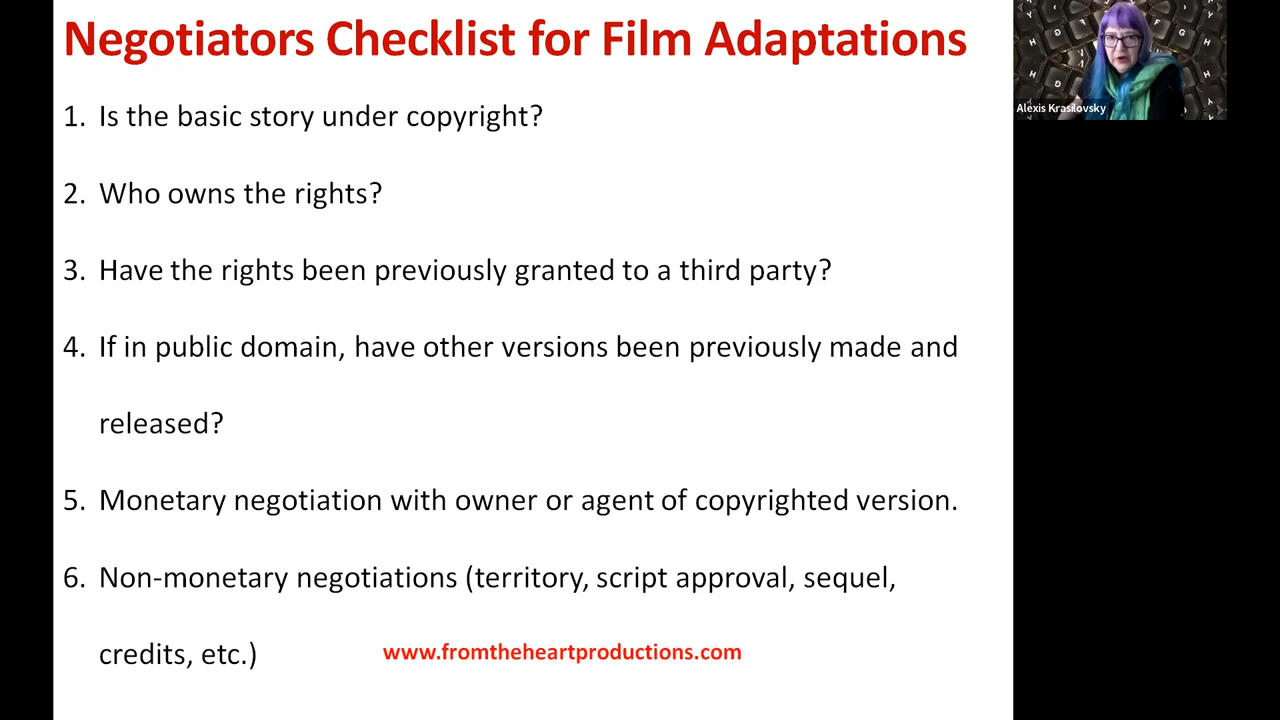 Negotiators Checklist for Film Adaptations
1. Is the basic story under copyright?
2. Who owns the rights?
3. Have the rights been previously granted to a third party?
4. If in public domain, have other versions been previously made and
released?
5. Monetary negotiation with owner or agent of copyrighted version.
6. Non-monetary negotiations (territory, script approval, sequel,
credits, etc.)
www.fromtheheartproductions.com
Alexis Krasilovsky